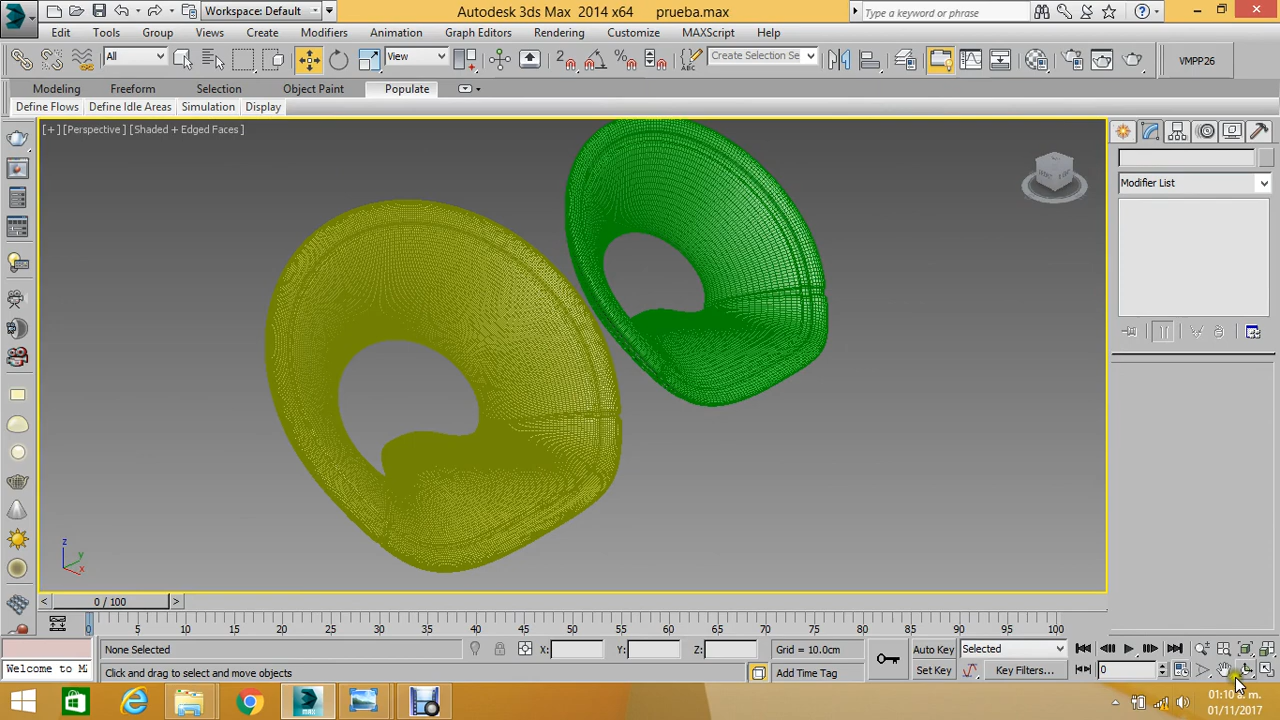 Workspace: Default
Autodesk 3ds Max 2014 x64 prueba.max
Type a keyword or phrase
MAX
Edit Tools Group Views Create Modifiers Animation Graph Editors Rendering Customize MAXScript Help
All View Create Selection Se VMPP26
Modeling Freeform Selection Object Paint Populate
Define Flows Define Idle Areas Simulation Display
[+] [Perspective ] [Shaded + Edged Faces ]
Modifier List
z
y
x
< 0 / 100 >
0 5 10 15 20 25 30 35 40 45 50 55 60 65 70 75 80 85 90 95 100
None Selected X: Y: Z: Grid = 10.0cm Auto Key Selected
Welcome to M Click and drag to select and move objects Add Time Tag Set Key Key Filters... 0
01:10 a. m.
01/11/2017